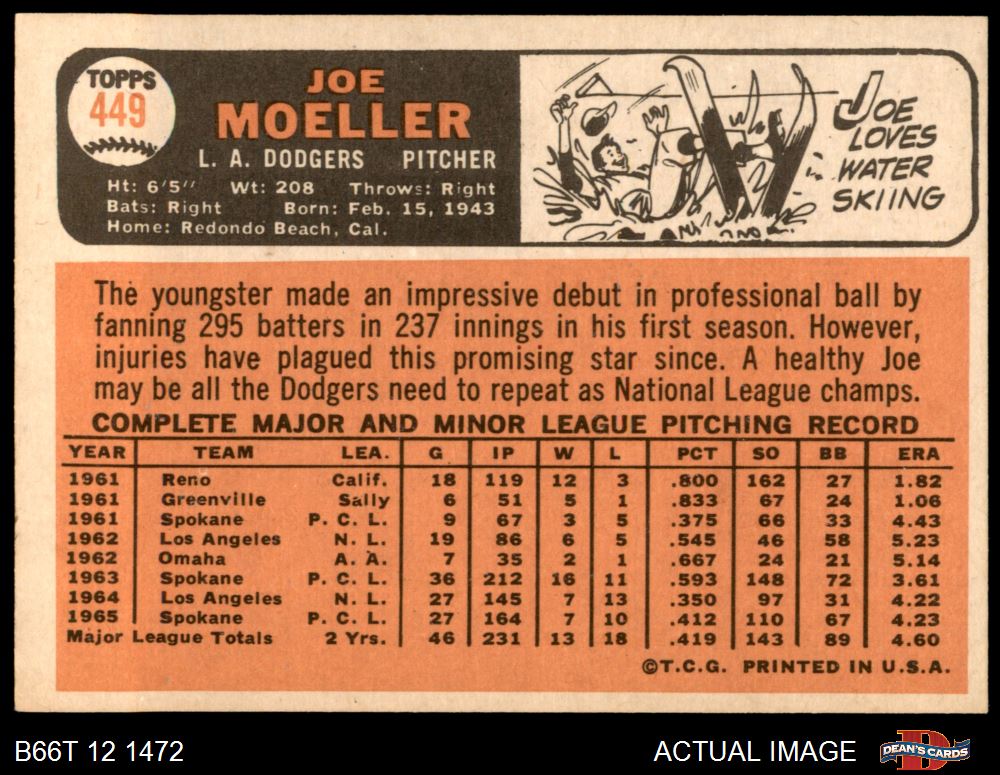 TOPPS
449
JOE
MOELLER
L. A. DODGERS PITCHER
Ht: 6'5" Wt: 208 Throws: Right
Bats: Right Born: Feb. 15, 1943
Home: Redondo Beach, Cal.
JOE
LOVES
WATER
SKIING
The youngster made an impressive debut in professional ball by
fanning 295 batters in 237 innings in his first season. However,
injuries have plagued this promising star since. A healthy Joe
may be all the Dodgers need to repeat as National League champs.
COMPLETE MAJOR AND MINOR LEAGUE PITCHING RECORD
YEAR TEAM LEA. G IP W L PCT SO BB ERA
1961 Reno Calif. 18 119 12 3 .800 162 27 1.82
1961 Greenville Sally 6 51 5 1 .833 67 24 1.06
1961 Spokane P. C. L. 9 67 3 5 .375 66 33 4.43
1962 Los Angeles N. L. 19 86 6 5 .545 46 58 5.23
1962 Omaha A. A. 7 35 2 1 .667 24 21 5.14
1963 Spokane P. C. L. 36 212 16 11 .593 148 72 3.61
1964 Los Angeles N. L. 27 145 7 13 .350 97 31 4.22
1965 Spokane P. C. L. 27 164 7 10 .412 110 67 4.23
Major League Totals 2 Yrs. 46 231 13 18 .419 143 89 4.60
©T.C.G. PRINTED IN U.S.A.
B66T 12 1472
ACTUAL IMAGE
DEAN'S CARDS